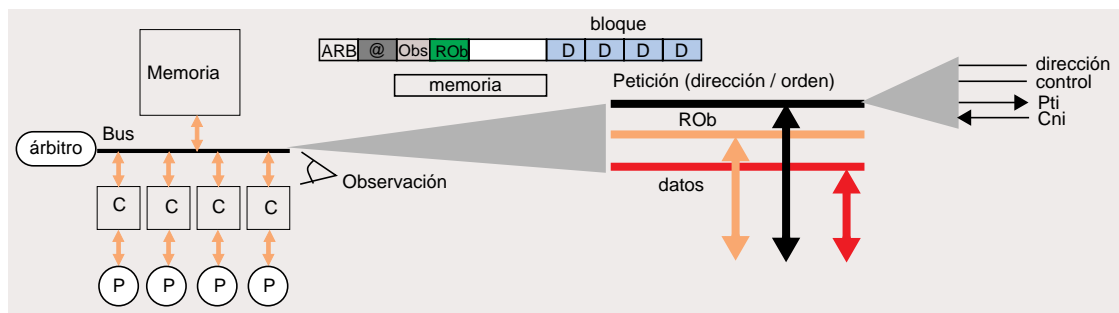 bloque
ARB @ Obs ROb D D D D
memoria
Memoria
Petición (dirección / orden)
dirección
control
Pti
Cni
ROb
datos
Bus
árbitro
Observación
C C C C
P P P P